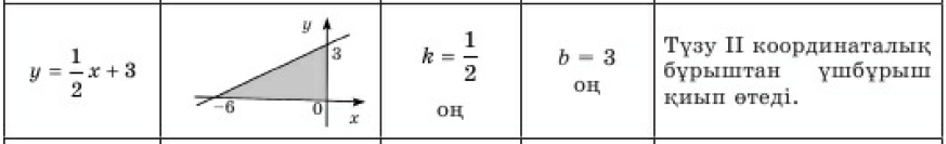 y = 1/2 x + 3
y
3
−6
0
x
k = 1/2
оң
b = 3
оң
Түзу II координаталық
бұрыштан үшбұрыш
қиып өтеді.